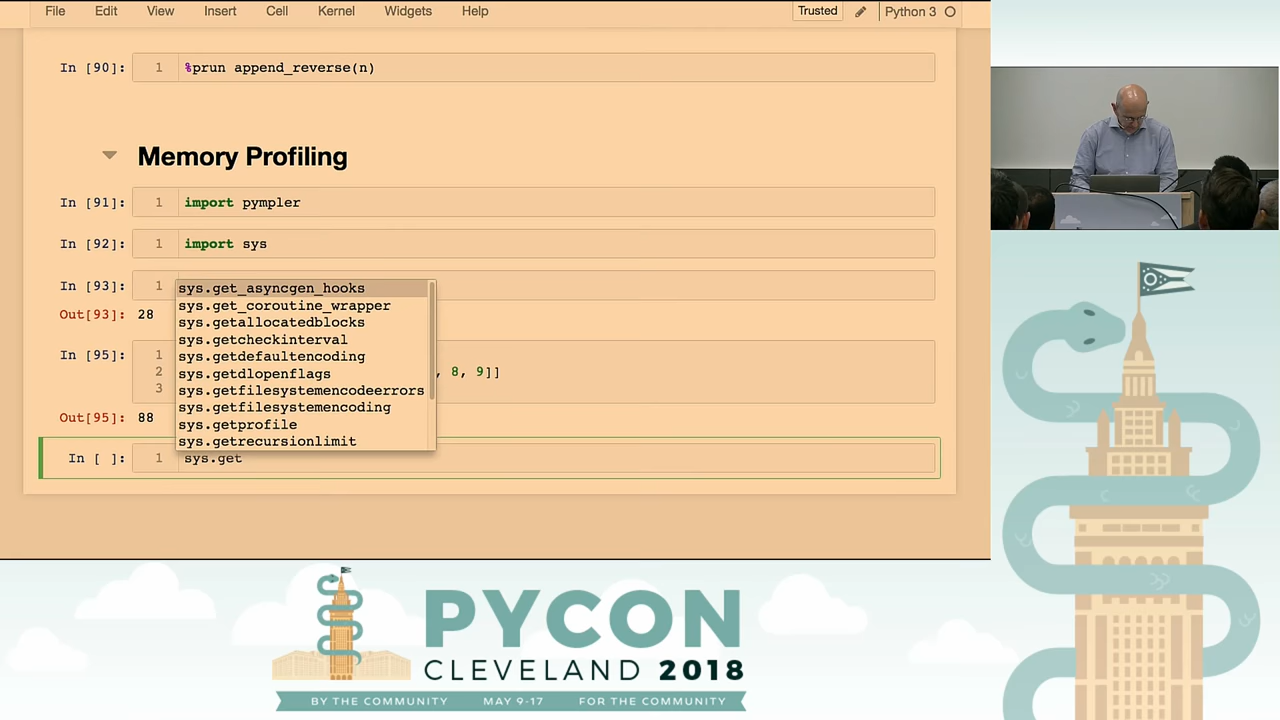 File Edit View Insert Cell Kernel Widgets Help Trusted Python 3
In [90]: 1 %prun append_reverse(n)
Memory Profiling
In [91]: 1 import pympler
In [92]: 1 import sys
In [93]: 1
sys.get_asyncgen_hooks
sys.get_coroutine_wrapper
Out[93]: 28
sys.getallocatedblocks
sys.getcheckinterval
In [95]: 1
sys.getdefaultencoding
2 , 8, 9]]
sys.getdlopenflags
3
sys.getfilesystemencodeerrors
sys.getfilesystemencoding
Out[95]: 88
sys.getprofile
sys.getrecursionlimit
In [ ]: 1 sys.get
PYCON
CLEVELAND 2018
BY THE COMMUNITY MAY 9-17 FOR THE COMMUNITY